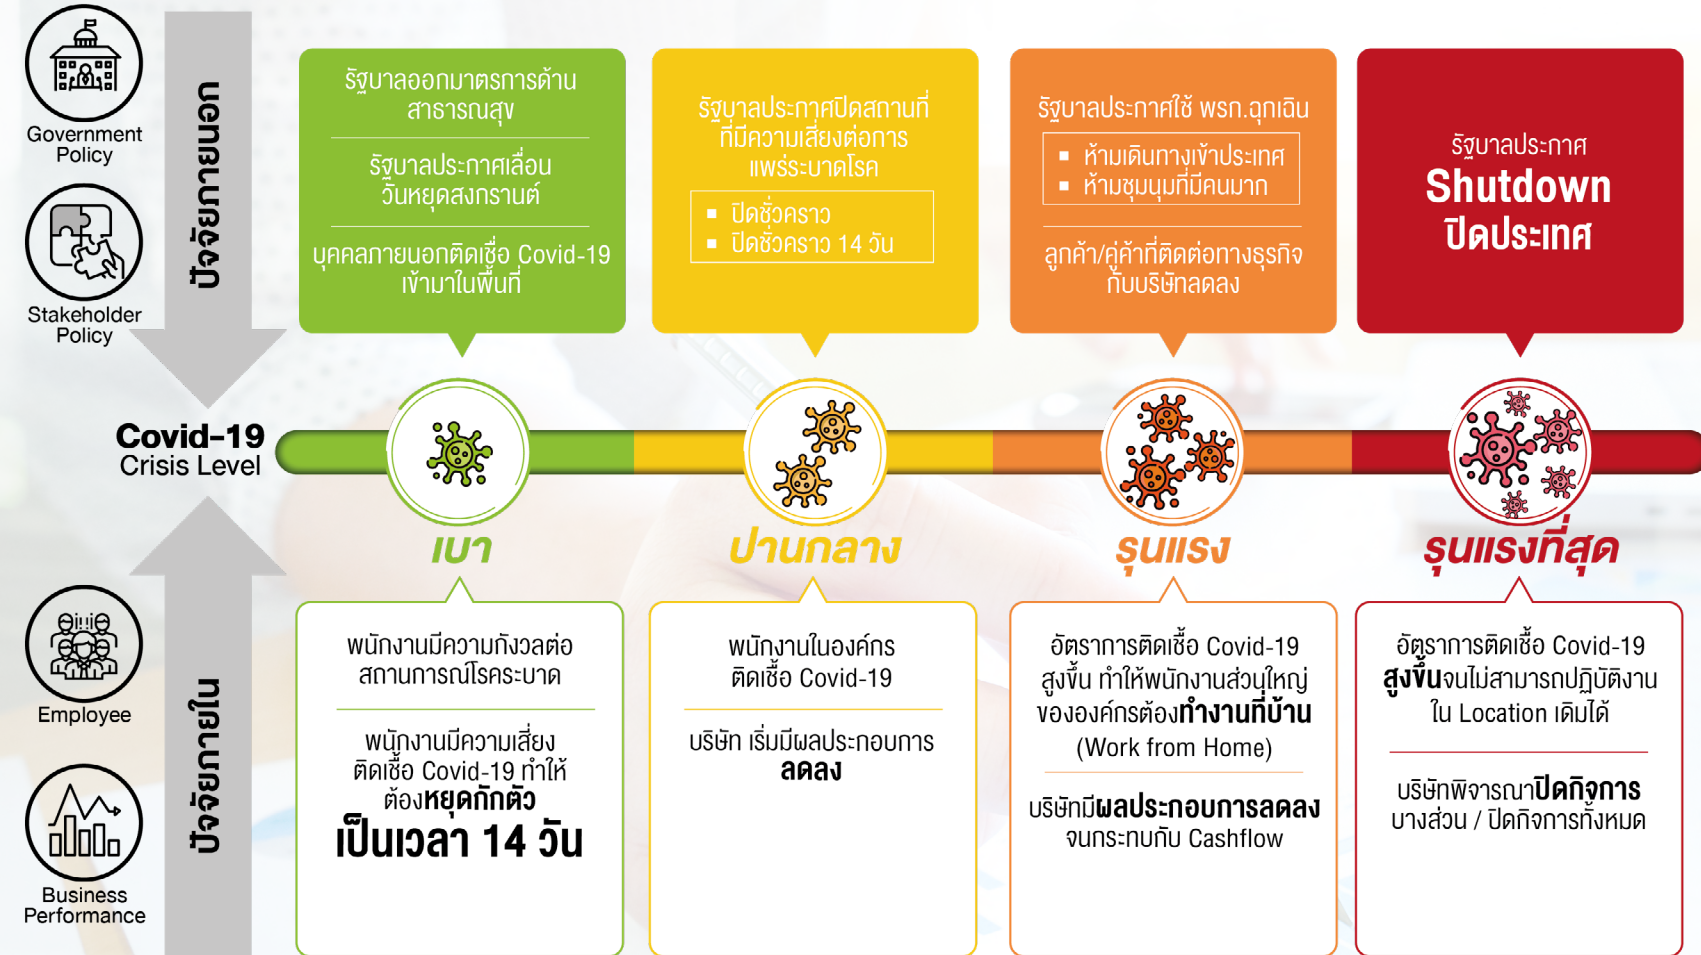 Government
Policy
Stakeholder
Policy
ปัจจัยภายนอก
รัฐบาลออกมาตรการด้าน
สาธารณสุข
รัฐบาลประกาศเลื่อน
วันหยุดสงกรานต์
บุคคลภายนอกติดเชื้อ Covid-19
เข้ามาในพื้นที่
รัฐบาลประกาศปิดสถานที่
ที่มีความเสี่ยงต่อการ
แพร่ระบาดโรค
▪ ปิดชั่วคราว
▪ ปิดชั่วคราว 14 วัน
รัฐบาลประกาศใช้ พรก.ฉุกเฉิน
▪ ห้ามเดินทางเข้าประเทศ
▪ ห้ามชุมนุมที่มีคนมาก
ลูกค้า/คู่ค้าที่ติดต่อทางธุรกิจ
กับบริษัทลดลง
รัฐบาลประกาศ
Shutdown
ปิดประเทศ
Covid-19
Crisis Level
เบา
ปานกลาง
รุนแรง
รุนแรงที่สุด
Employee
Business
Performance
ปัจจัยภายใน
พนักงานมีความกังวลต่อ
สถานการณ์โรคระบาด
พนักงานมีความเสี่ยง
ติดเชื้อ Covid-19 ทำให้
ต้องหยุดกักตัว
เป็นเวลา 14 วัน
พนักงานในองค์กร
ติดเชื้อ Covid-19
บริษัท เริ่มมีผลประกอบการ
ลดลง
อัตราการติดเชื้อ Covid-19
สูงขึ้น ทำให้พนักงานส่วนใหญ่
ขององค์กรต้องทำงานที่บ้าน
(Work from Home)
บริษัทมีผลประกอบการลดลง
จนกระทบกับ Cashflow
อัตราการติดเชื้อ Covid-19
สูงขึ้นจนไม่สามารถปฏิบัติงาน
ใน Location เดิมได้
บริษัทพิจารณาปิดกิจการ
บางส่วน / ปิดกิจการทั้งหมด